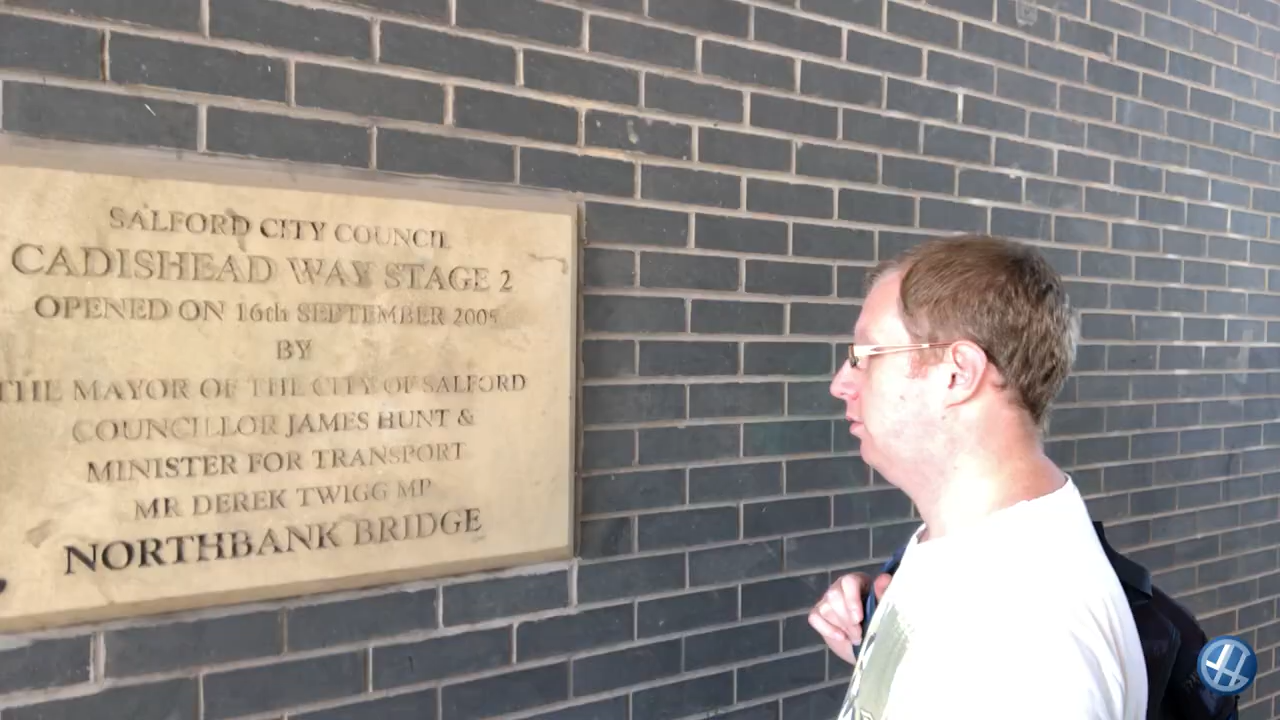 SALFORD CITY COUNCIL
CADISHEAD WAY STAGE 2
OPENED ON 16th SEPTEMBER 2005
BY
THE MAYOR OF THE CITY OF SALFORD
COUNCILLOR JAMES HUNT &
MINISTER FOR TRANSPORT
MR DEREK TWIGG MP
NORTHBANK BRIDGE